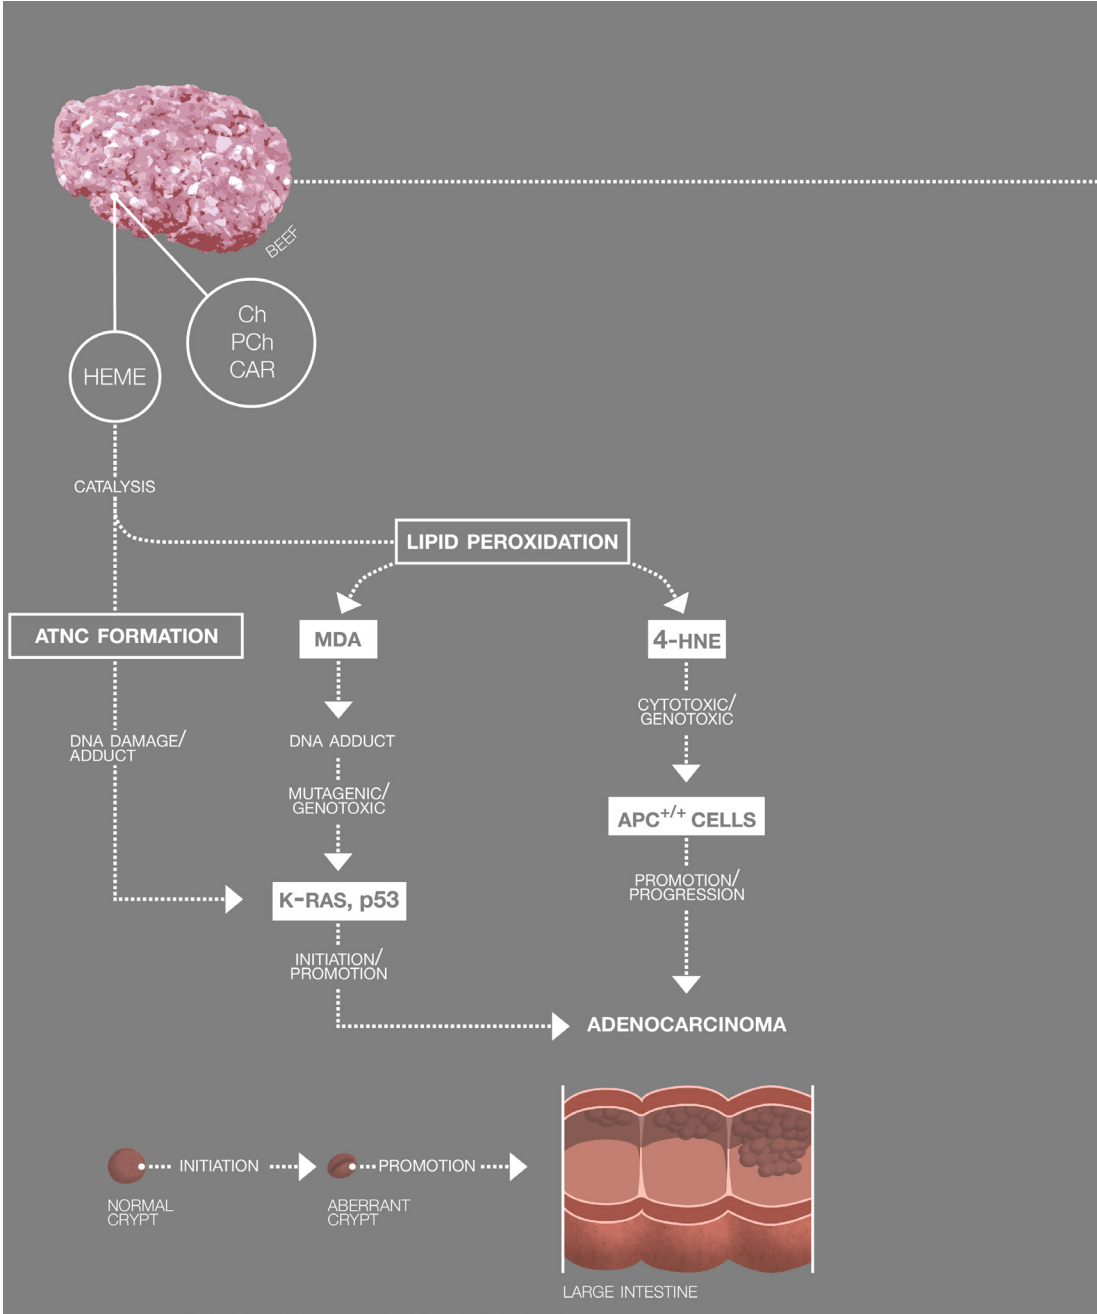 BEEF
Ch
PCh
CAR
HEME
CATALYSIS
LIPID PEROXIDATION
ATNC FORMATION
MDA
4-HNE
CYTOTOXIC/
GENOTOXIC
DNA DAMAGE/
ADDUCT
DNA ADDUCT
MUTAGENIC/
GENOTOXIC
APC+/+ CELLS
PROMOTION/
PROGRESSION
K-RAS, p53
INITIATION/
PROMOTION
ADENOCARCINOMA
INITIATION
PROMOTION
NORMAL
CRYPT
ABERRANT
CRYPT
LARGE INTESTINE